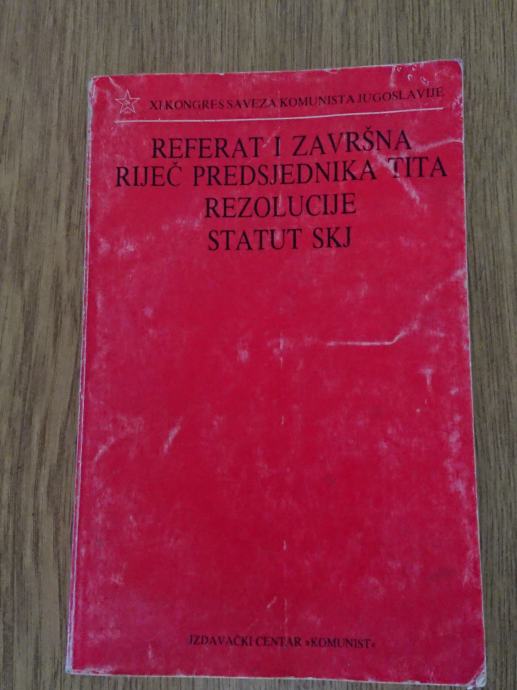 XI KONGRES SAVEZA KOMUNISTA JUGOSLAVIJE
REFERAT I ZAVRŠNA
RIJEČ PREDSJEDNIKA TITA
REZOLUCIJE
STATUT SKJ
IZDAVAČKI CENTAR »KOMUNIST«